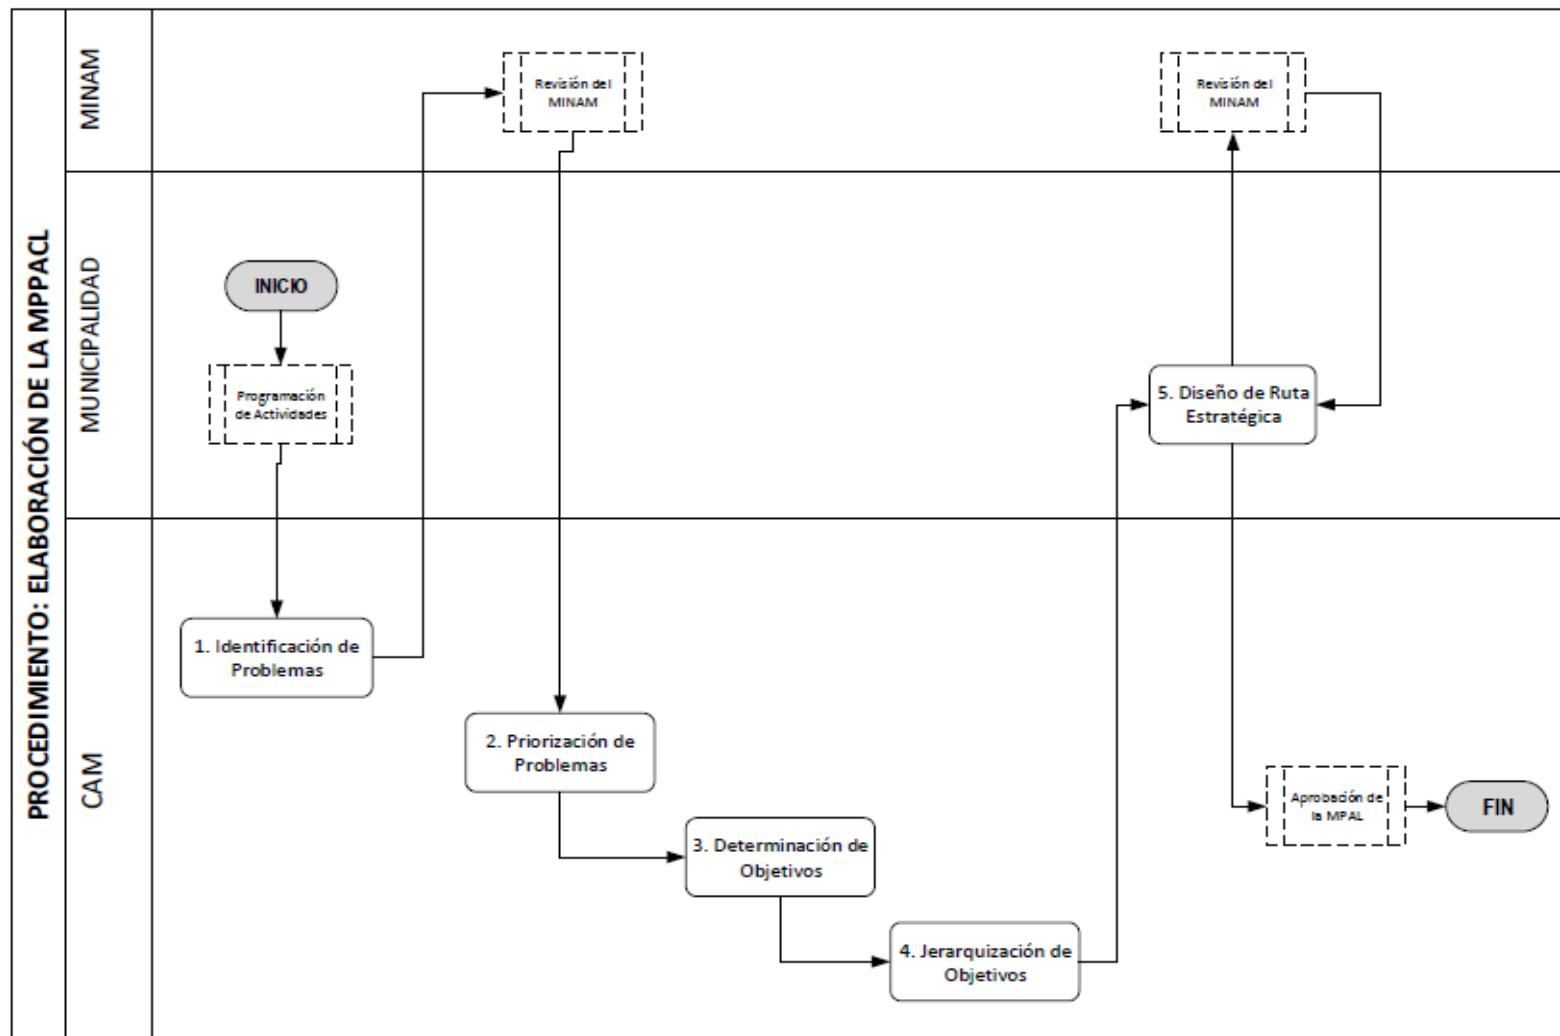 PROCEDIMIENTO: ELABORACIÓN DE LA MPPACL
MINAM
Revisión del
MINAM
Revisión del
MINAM
MUNICIPALIDAD
INICIO
Programación
de Actividades
5. Diseño de Ruta
Estratégica
CAM
1. Identificación de
Problemas
2. Priorización de
Problemas
3. Determinación de
Objetivos
4. Jerarquización de
Objetivos
Aprobación de
la MPAL
FIN